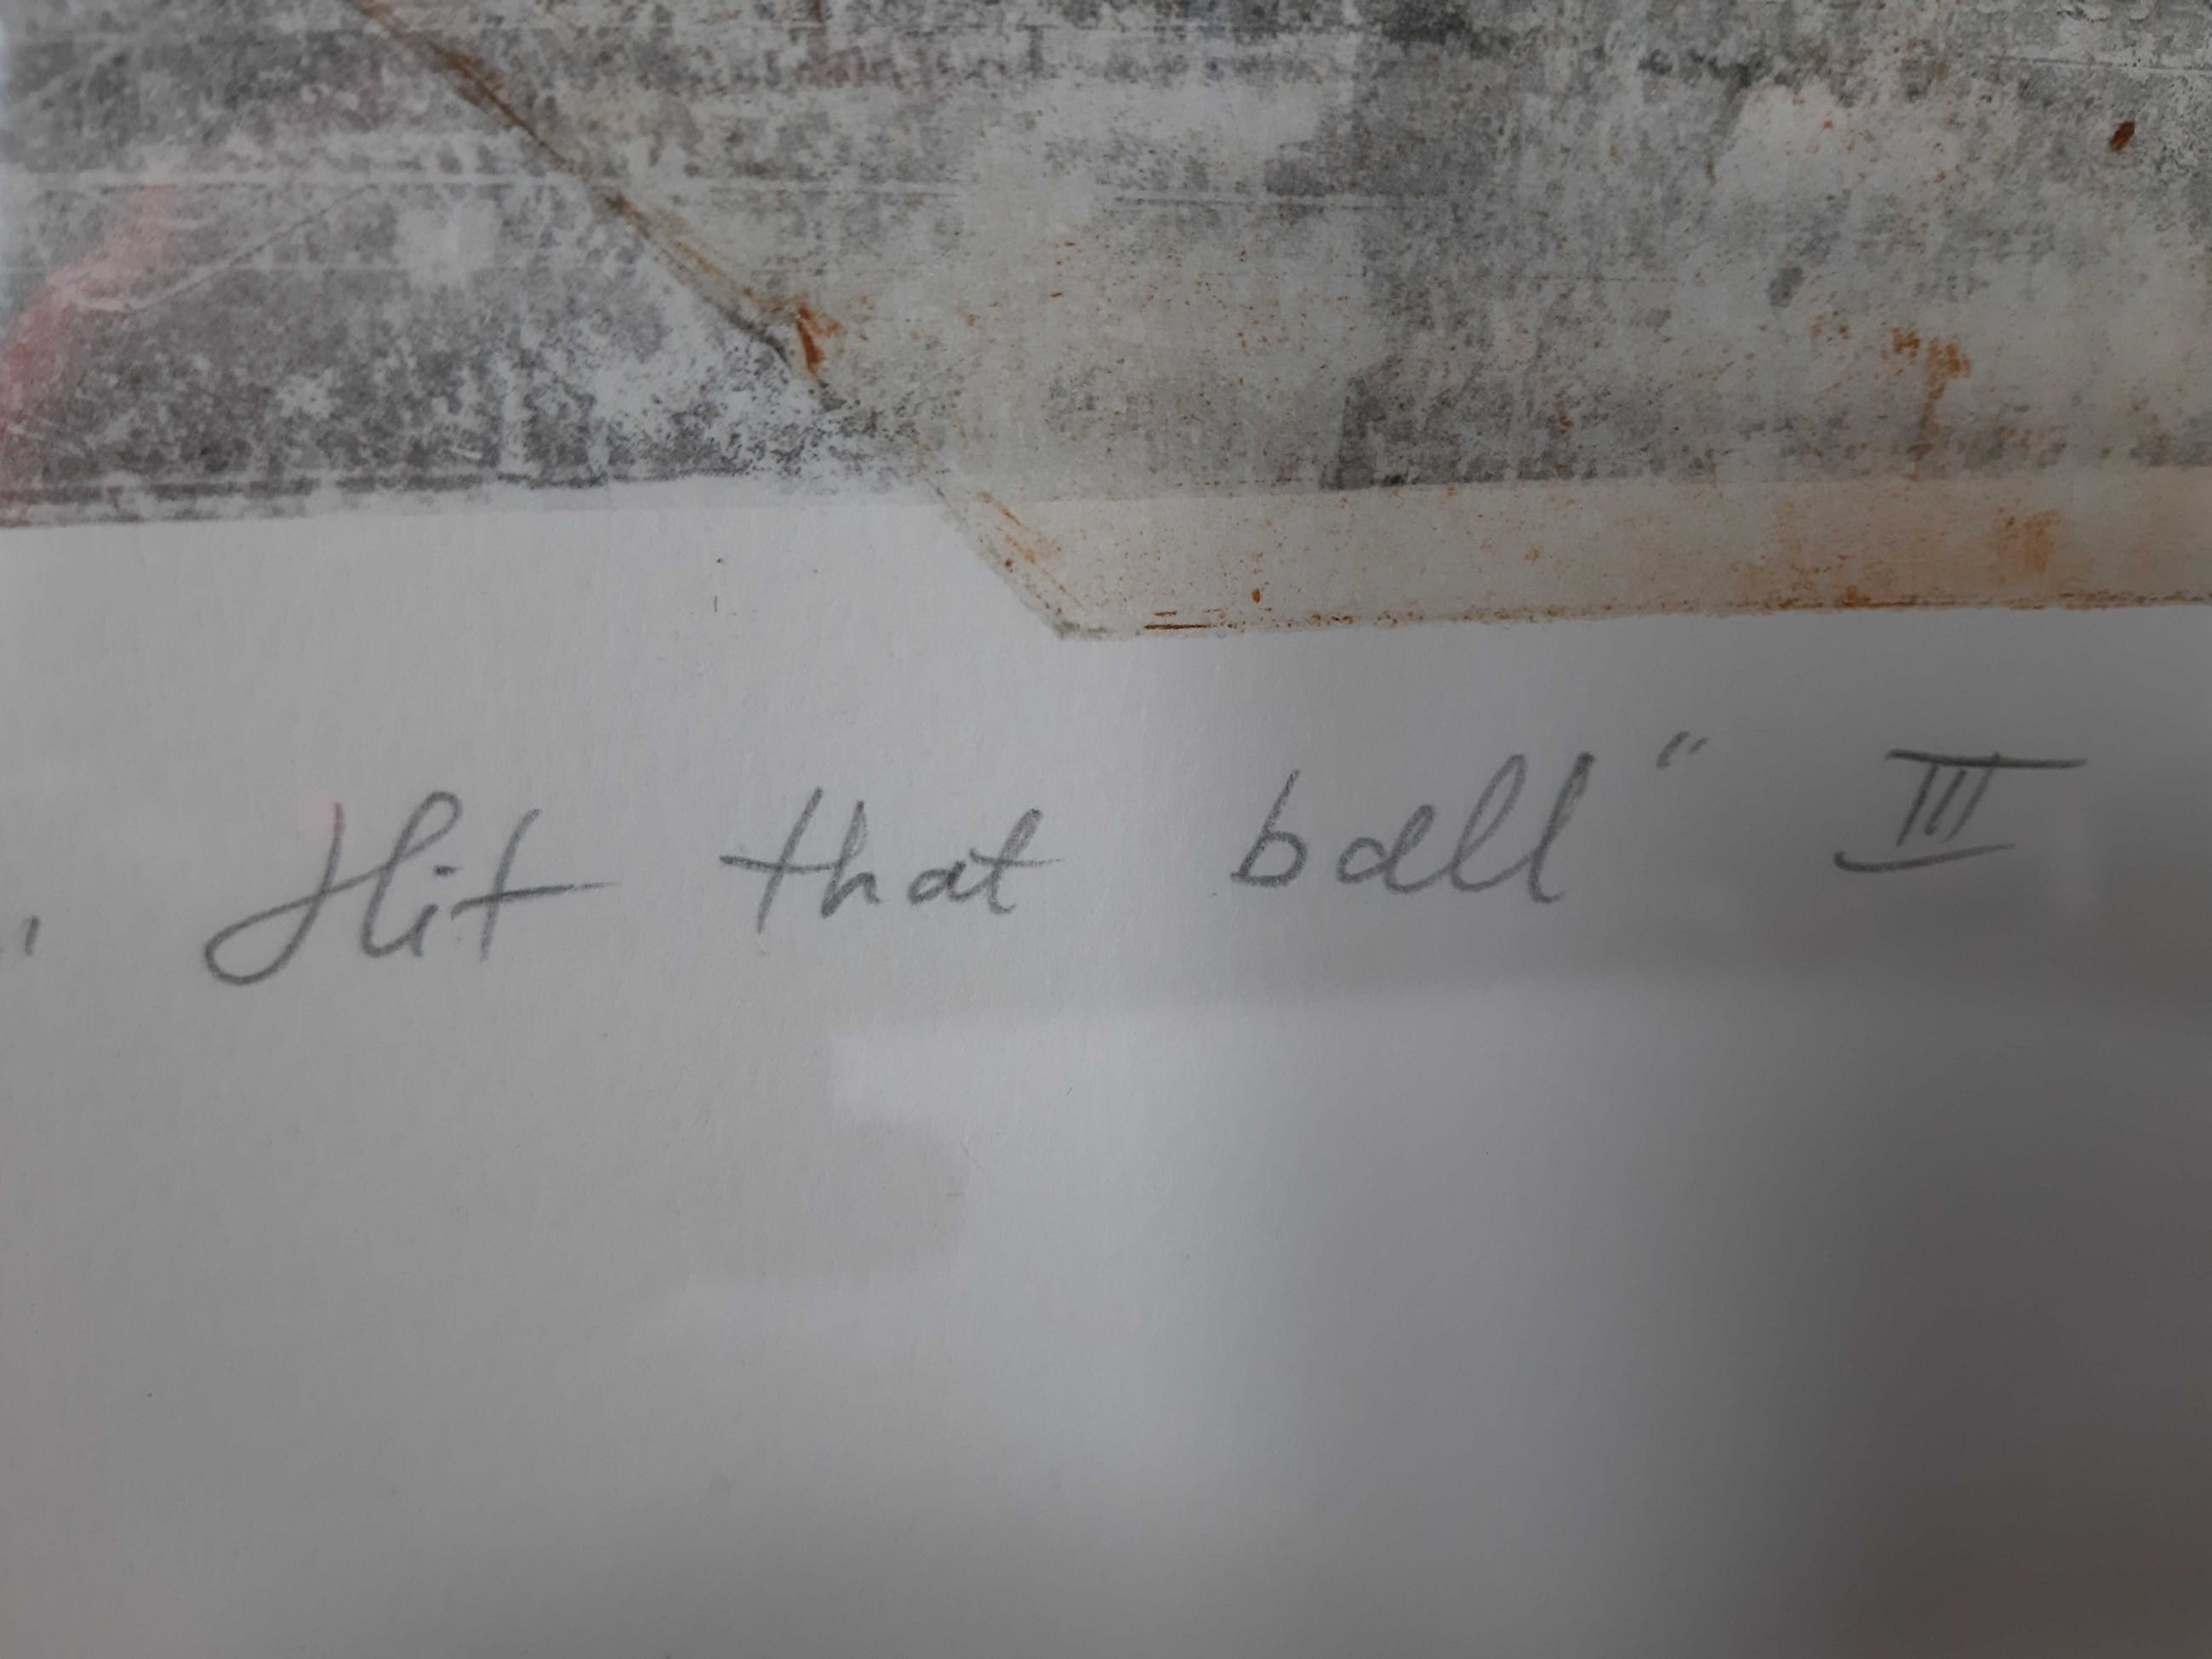 „Hit that ball“ III